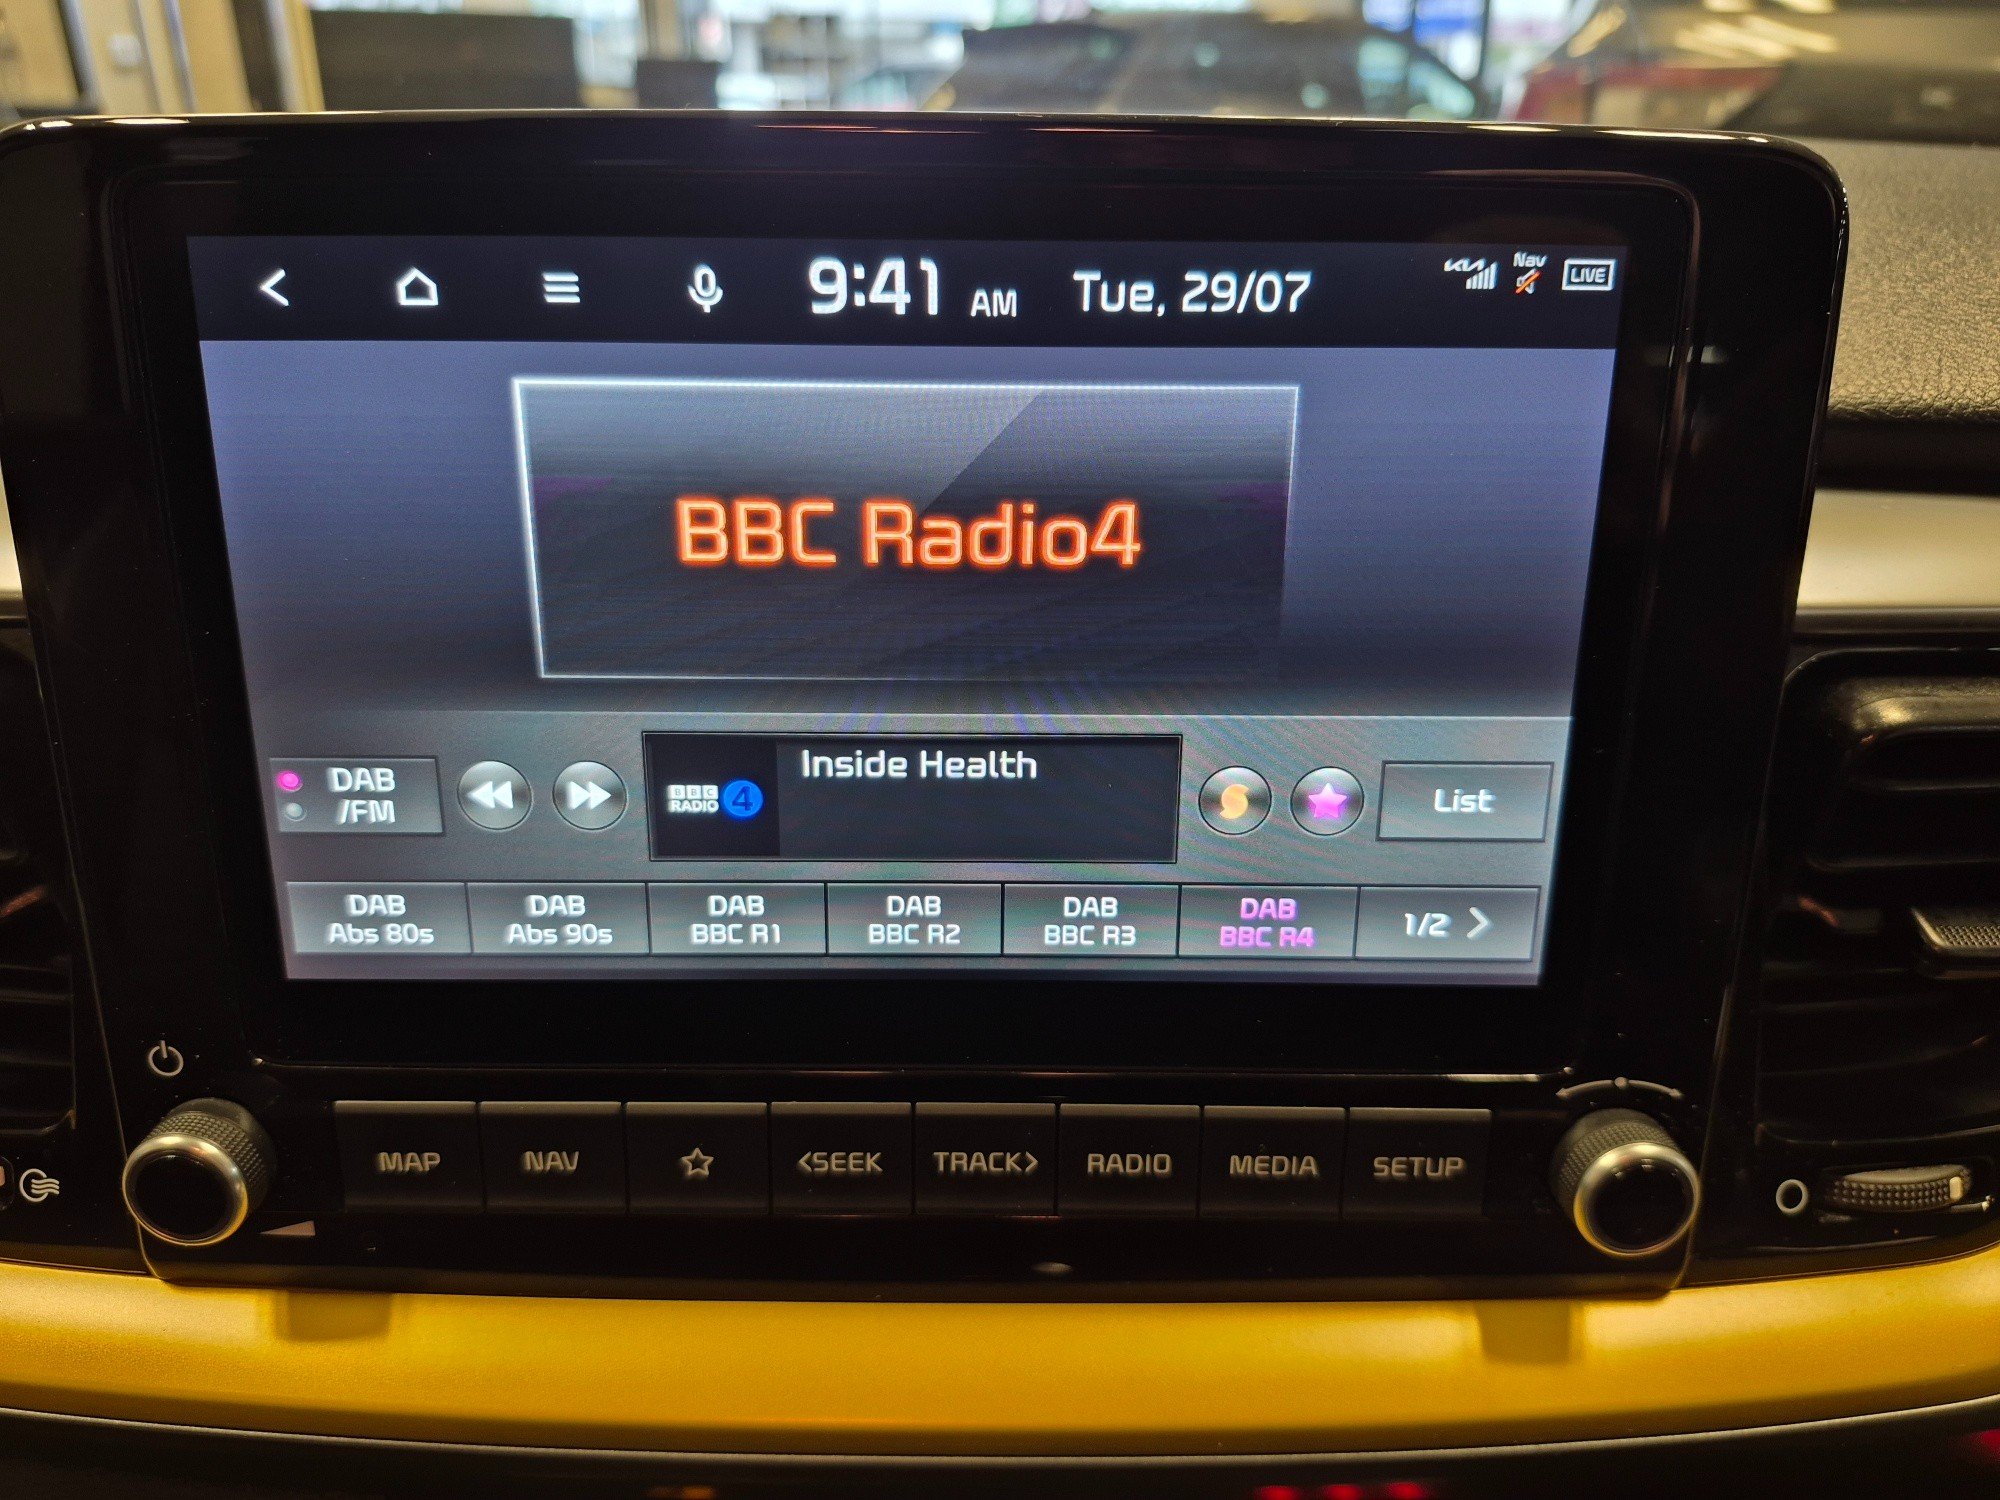 9:41 AM Tue, 29/07
KIA Nav LIVE
BBC Radio4
DAB
/FM
Inside Health
BBC
RADIO 4
List
DAB
Abs 80s
DAB
Abs 90s
DAB
BBC R1
DAB
BBC R2
DAB
BBC R3
DAB
BBC R4
1/2 >
MAP
NAV
<SEEK
TRACK>
RADIO
MEDIA
SETUP